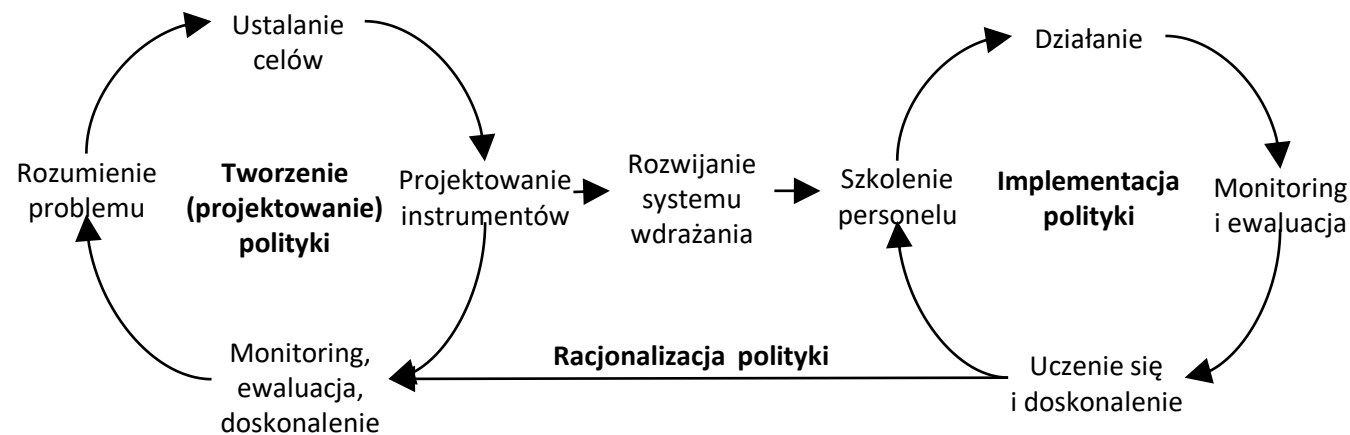 Ustalanie
celów
Rozumienie
problemu
Tworzenie
(projektowanie)
polityki
Projektowanie
instrumentów
Monitoring,
ewaluacja,
doskonalenie
Rozwijanie
systemu
wdrażania
Racjonalizacja polityki
Działanie
Szkolenie
personelu
Implementacja
polityki
Monitoring
i ewaluacja
Uczenie się
i doskonalenie